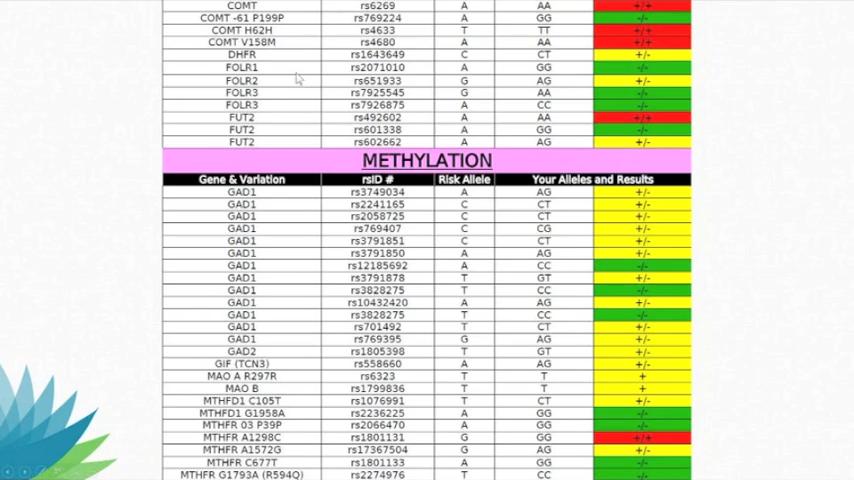 COMT rs6269 A AA +/+
COMT -61 P199P rs769224 A GG -/-
COMT H62H rs4633 T TT +/+
COMT V158M rs4680 A AA +/+
DHFR rs1643649 C CT +/-
FOLR1 rs2071010 A GG -/-
FOLR2 rs651933 G AG +/-
FOLR3 rs7925545 G AA -/-
FOLR3 rs7926875 A CC -/-
FUT2 rs492602 A AA +/+
FUT2 rs601338 A GG -/-
FUT2 rs602662 A AG +/-
METHYLATION
Gene & Variation rsID # Risk Allele Your Alleles and Results
GAD1 rs3749034 A AG +/-
GAD1 rs2241165 C CT +/-
GAD1 rs2058725 C CT +/-
GAD1 rs769407 C CG +/-
GAD1 rs3791851 C CT +/-
GAD1 rs3791850 A AG +/-
GAD1 rs12185692 A CC -/-
GAD1 rs3791878 T GT +/-
GAD1 rs3828275 T CC -/-
GAD1 rs10432420 A AG +/-
GAD1 rs3828275 T CC -/-
GAD1 rs701492 T CT +/-
GAD1 rs769395 G AG +/-
GAD2 rs1805398 T GT +/-
GIF (TCN3) rs558660 A AG +/-
MAO A R297R rs6323 T T +
MAO B rs1799836 T T +
MTHFD1 C105T rs1076991 T CT +/-
MTHFD1 G1958A rs2236225 A GG -/-
MTHFR 03 P39P rs2066470 A GG -/-
MTHFR A1298C rs1801131 G GG +/+
MTHFR A1572G rs17367504 G AG +/-
MTHFR C677T rs1801133 A GG -/-
MTHFR G1793A (R594Q) rs2274976 T CC -/-